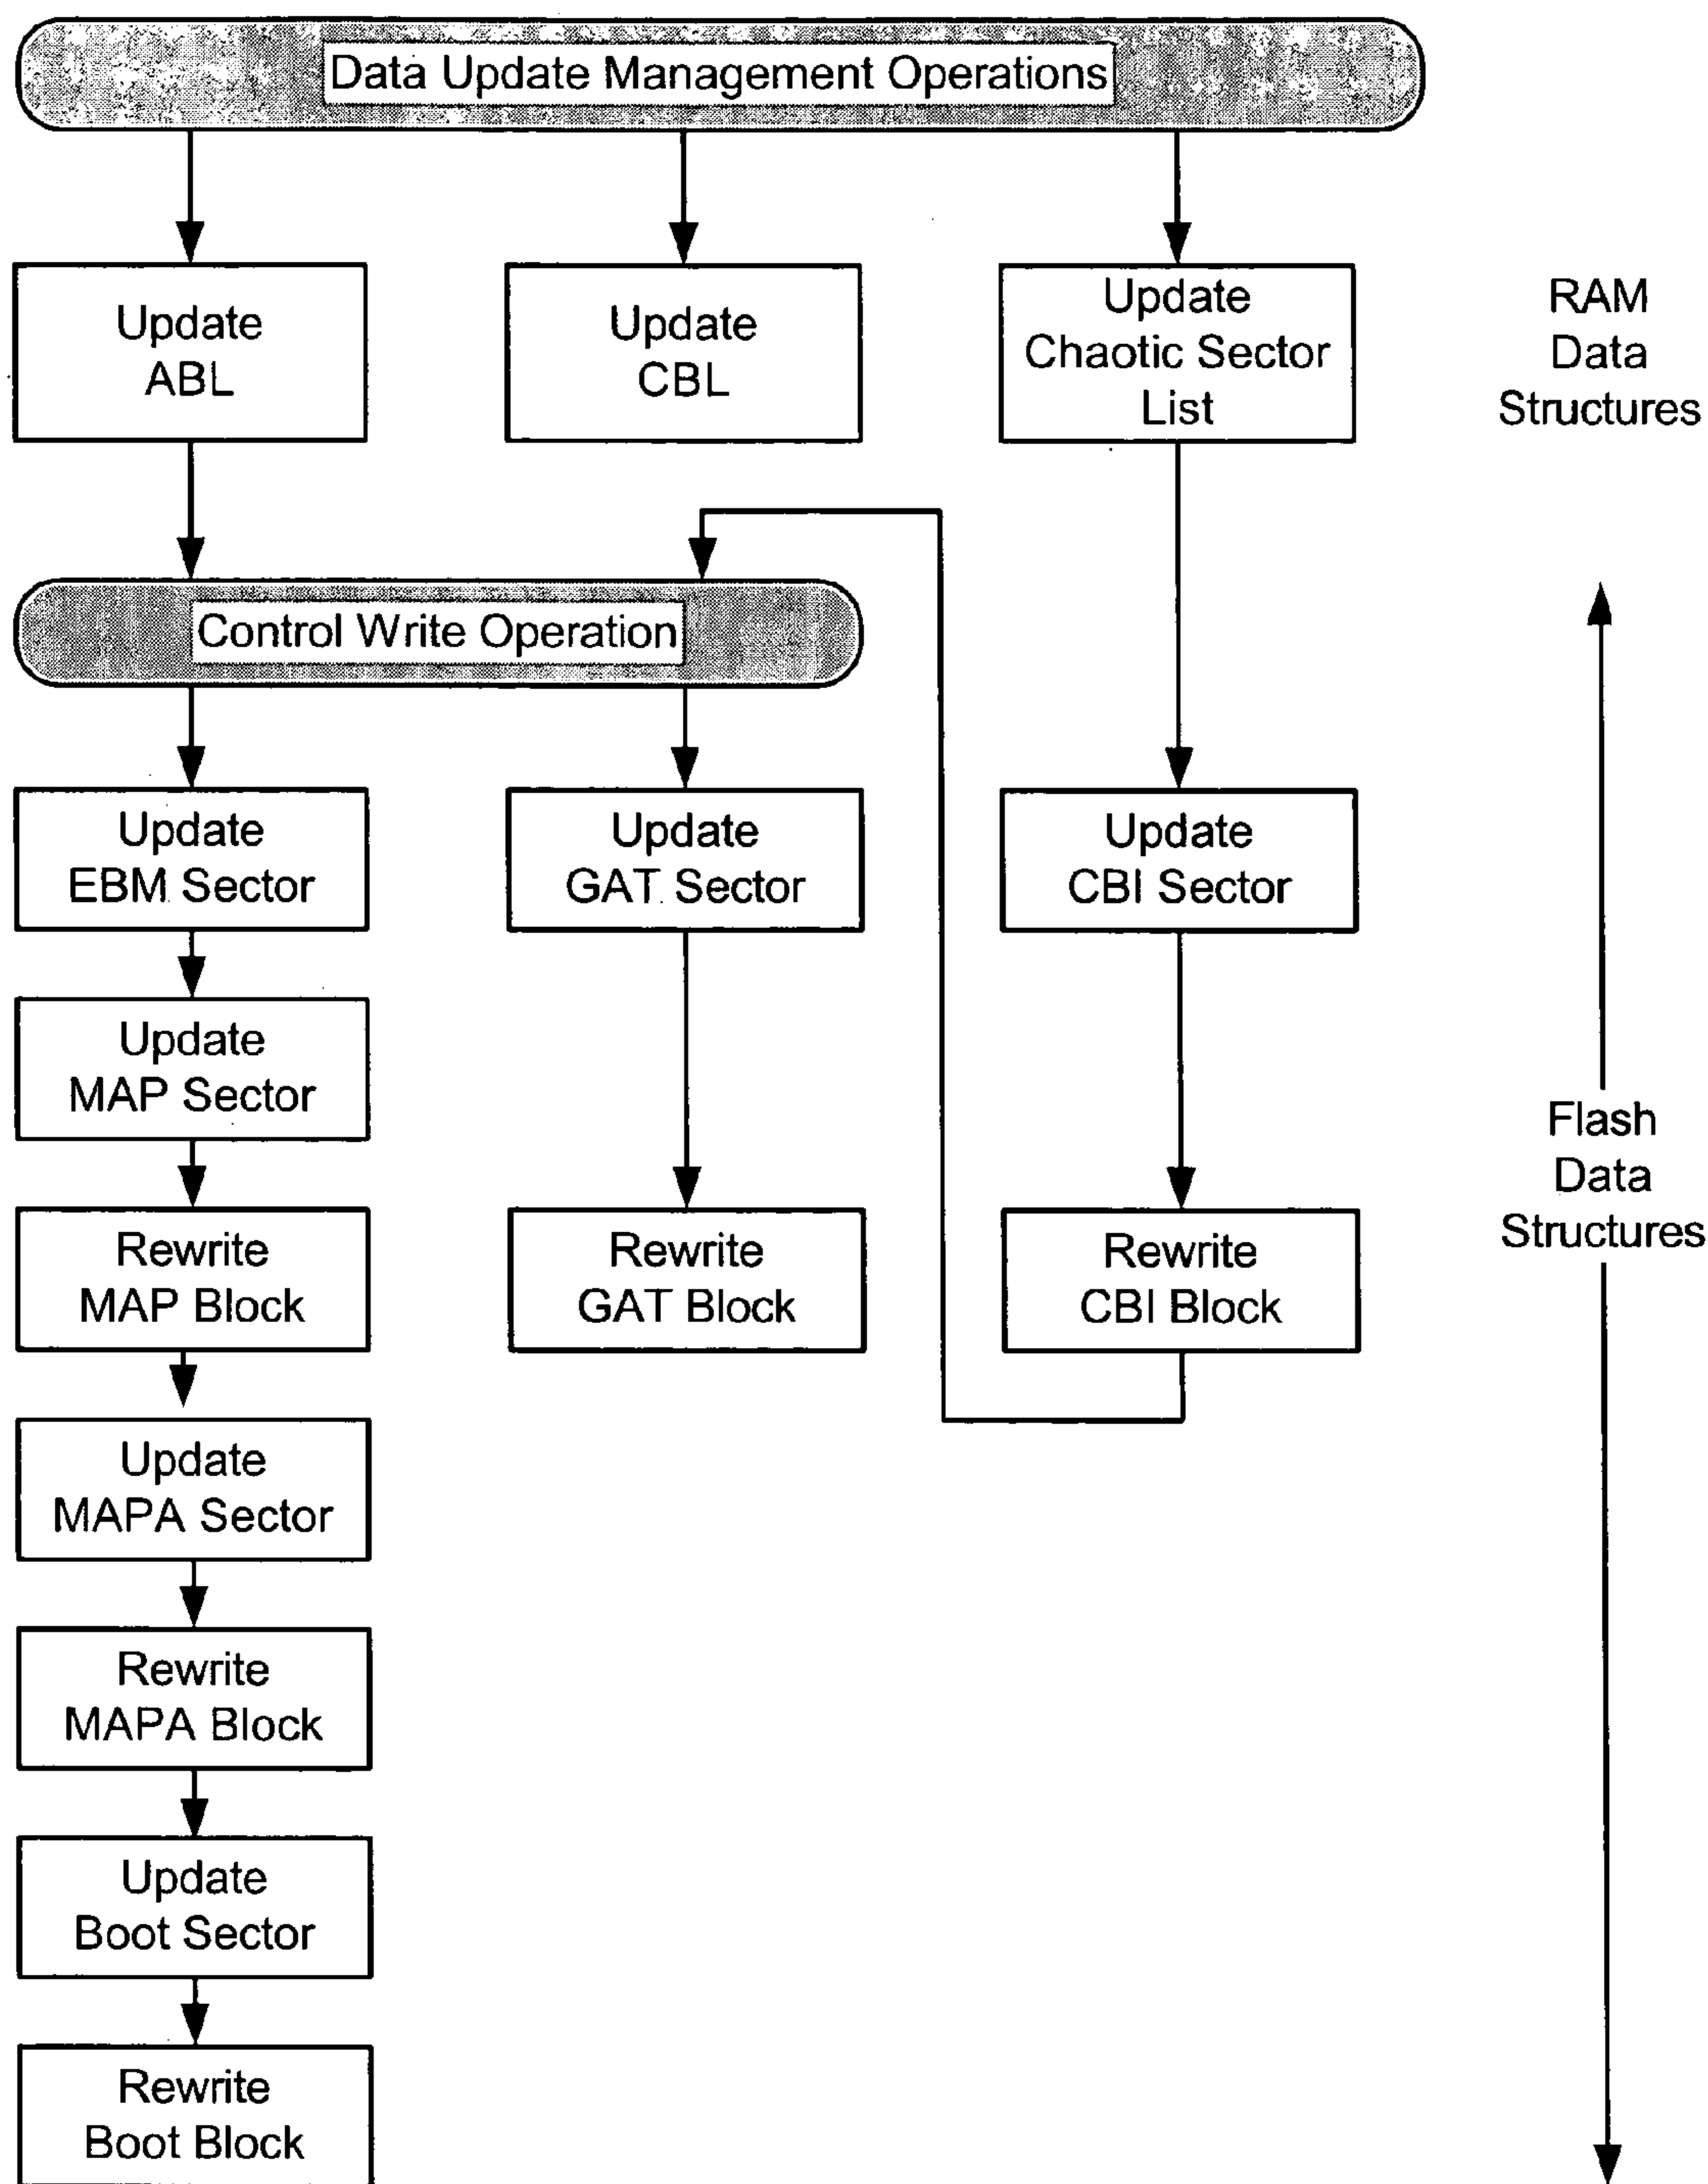 Data Update Management Operations
Update
ABL
Update
CBL
Update
Chaotic Sector
List
RAM
Data
Structures
Control Write Operation
Update
EBM Sector
Update
GAT Sector
Update
CBI Sector
Update
MAP Sector
Flash
Data
Structures
Rewrite
MAP Block
Rewrite
GAT Block
Rewrite
CBI Block
Update
MAPA Sector
Rewrite
MAPA Block
Update
Boot Sector
Rewrite
Boot Block